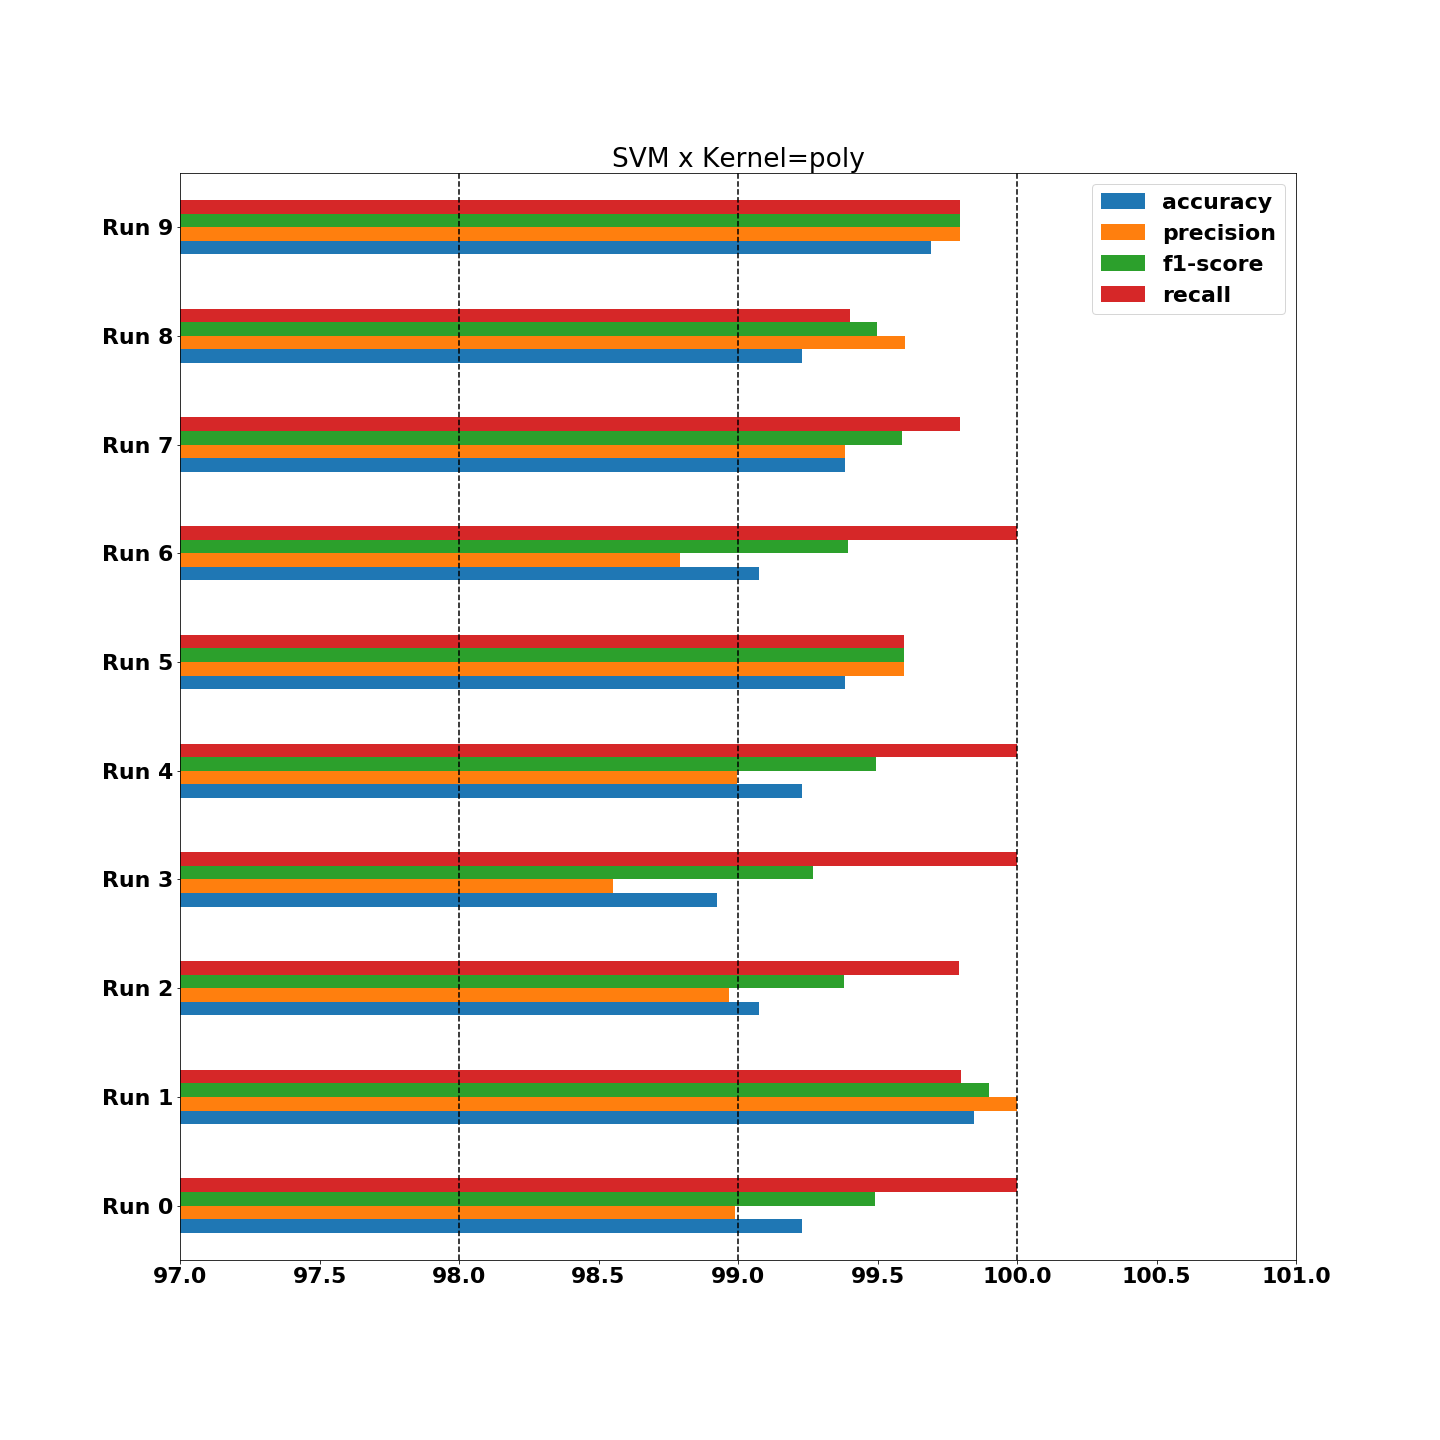 SVM x Kernel=poly
accuracy
precision
f1-score
recall
Run 9
Run 8
Run 7
Run 6
Run 5
Run 4
Run 3
Run 2
Run 1
Run 0
97.0 97.5 98.0 98.5 99.0 99.5 100.0 100.5 101.0